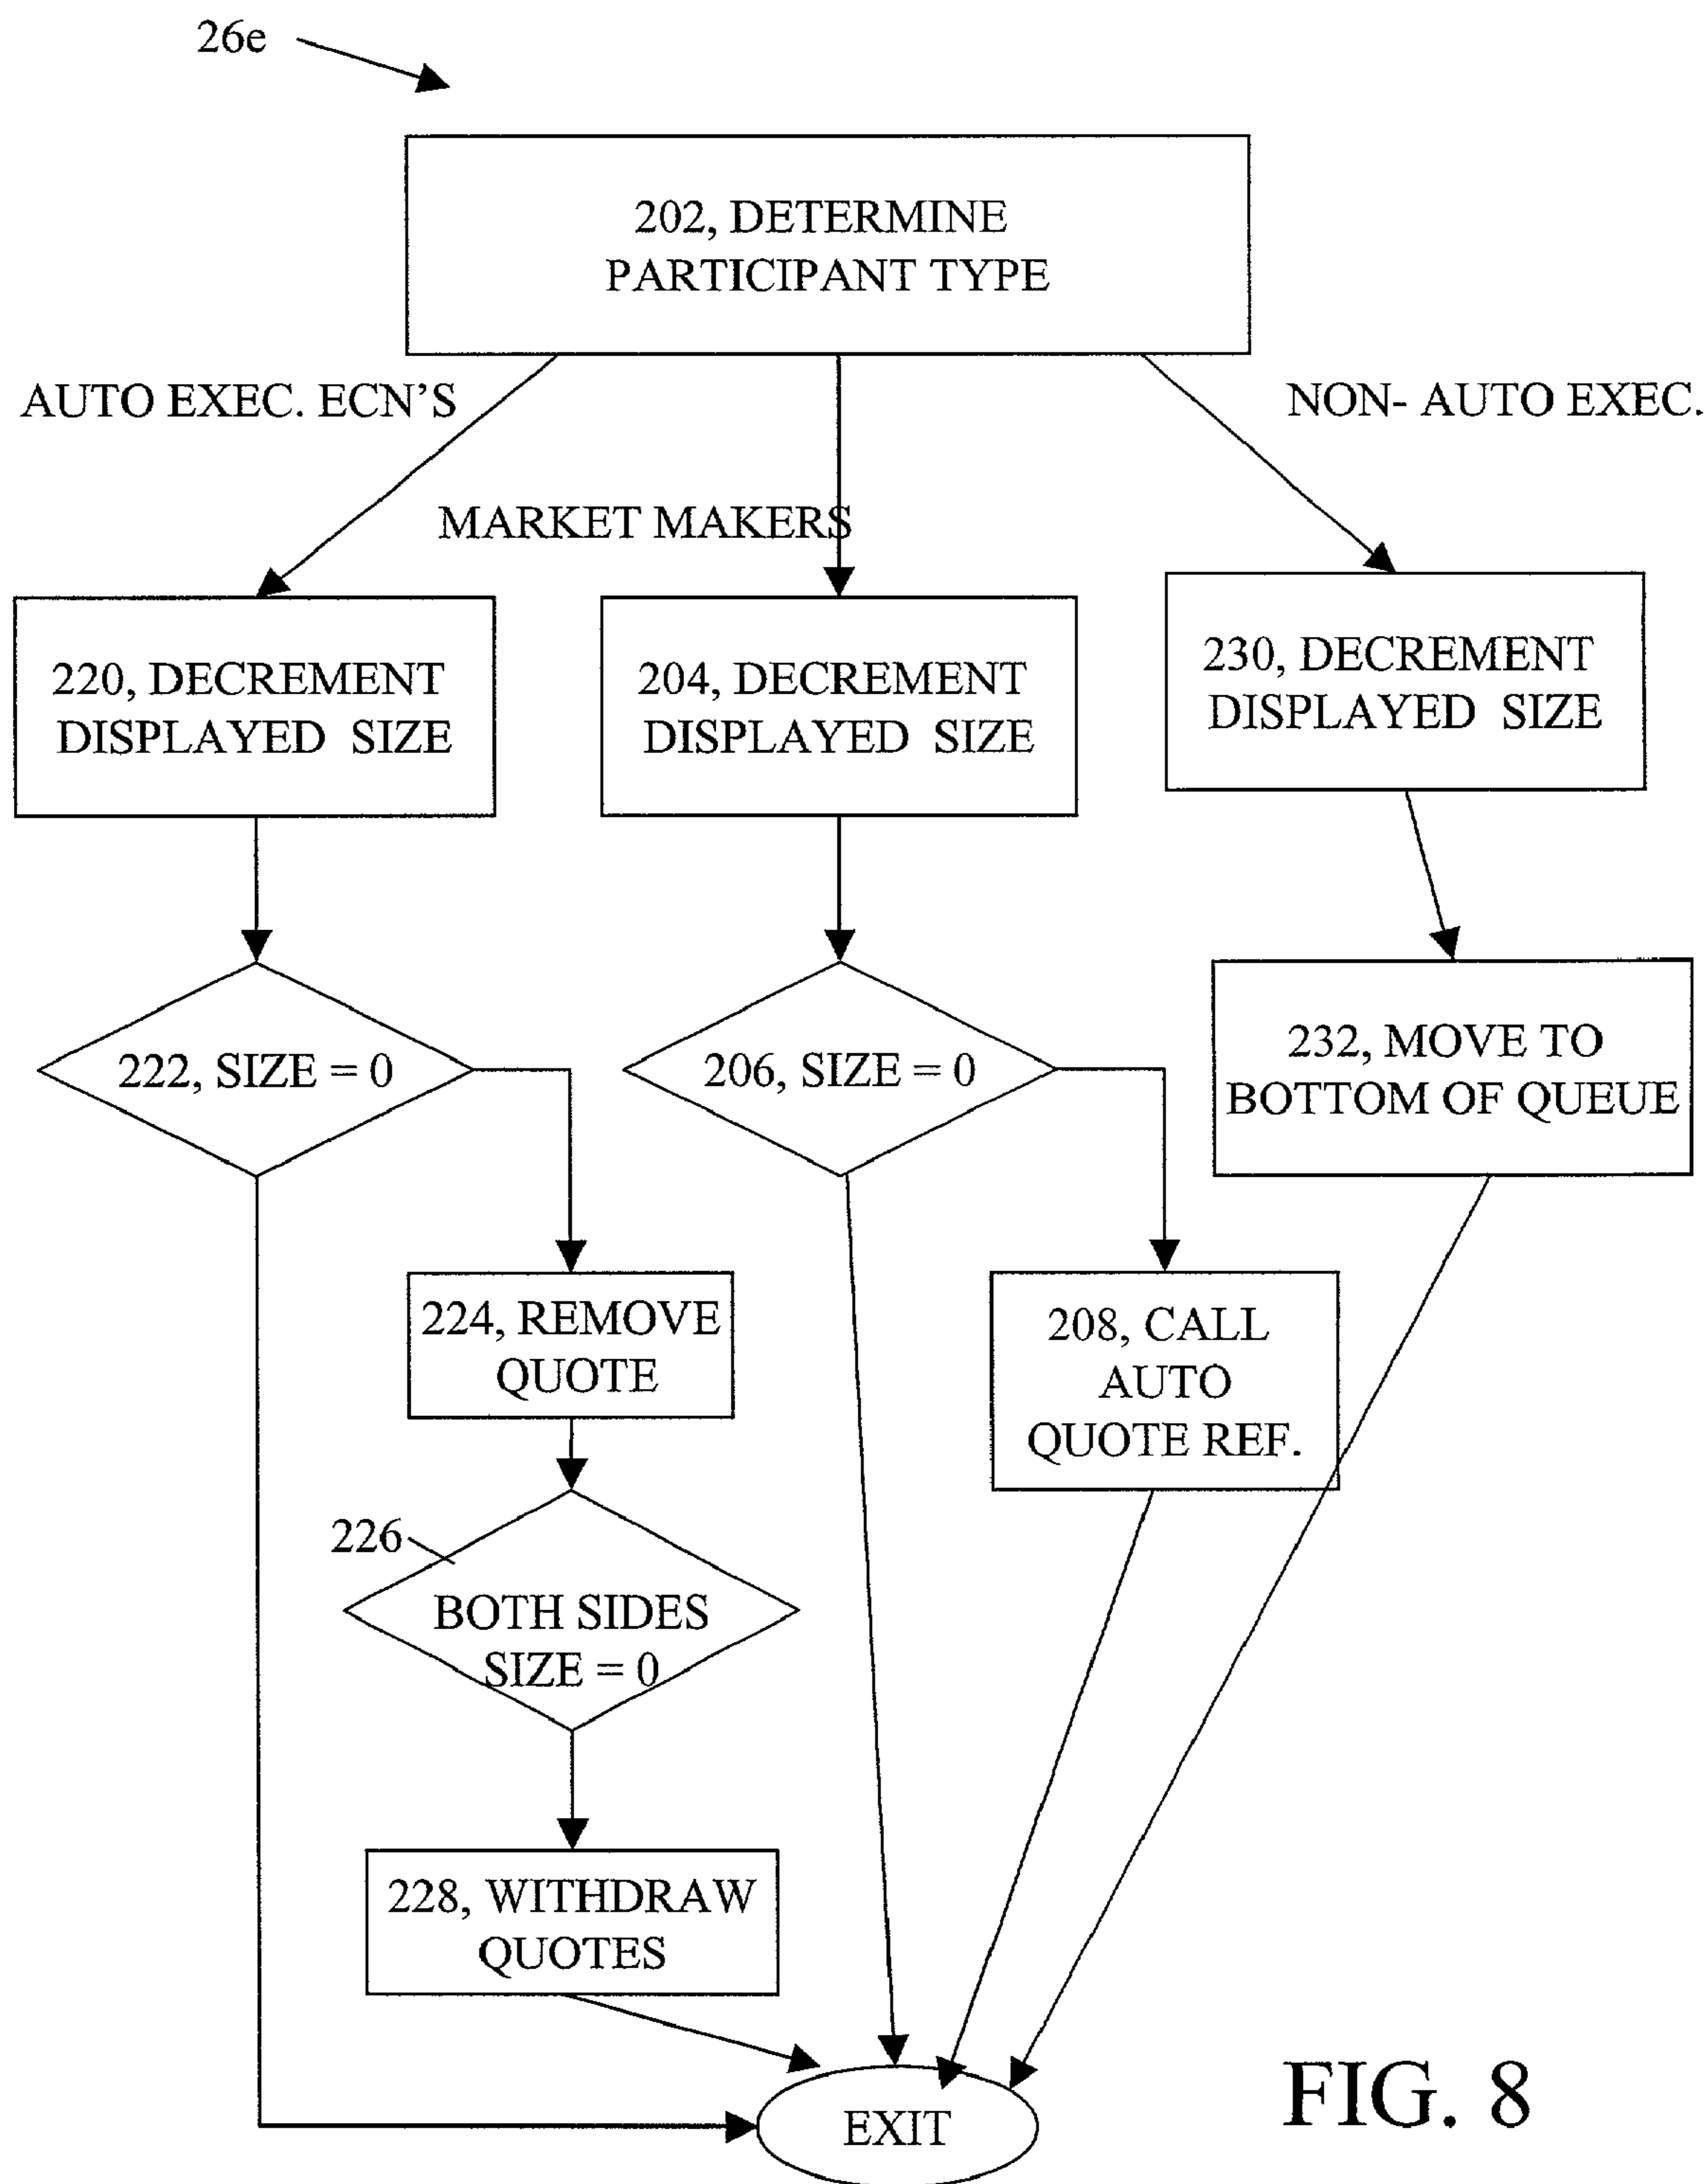 26e
202, DETERMINE
PARTICIPANT TYPE
AUTO EXEC. ECN'S
NON- AUTO EXEC.
MARKET MAKERS
220, DECREMENT
DISPLAYED SIZE
204, DECREMENT
DISPLAYED SIZE
230, DECREMENT
DISPLAYED SIZE
222, SIZE = 0
206, SIZE = 0
232, MOVE TO
BOTTOM OF QUEUE
224, REMOVE
QUOTE
208, CALL
AUTO
QUOTE REF.
226
BOTH SIDES
SIZE = 0
228, WITHDRAW
QUOTES
EXIT
FIG. 8